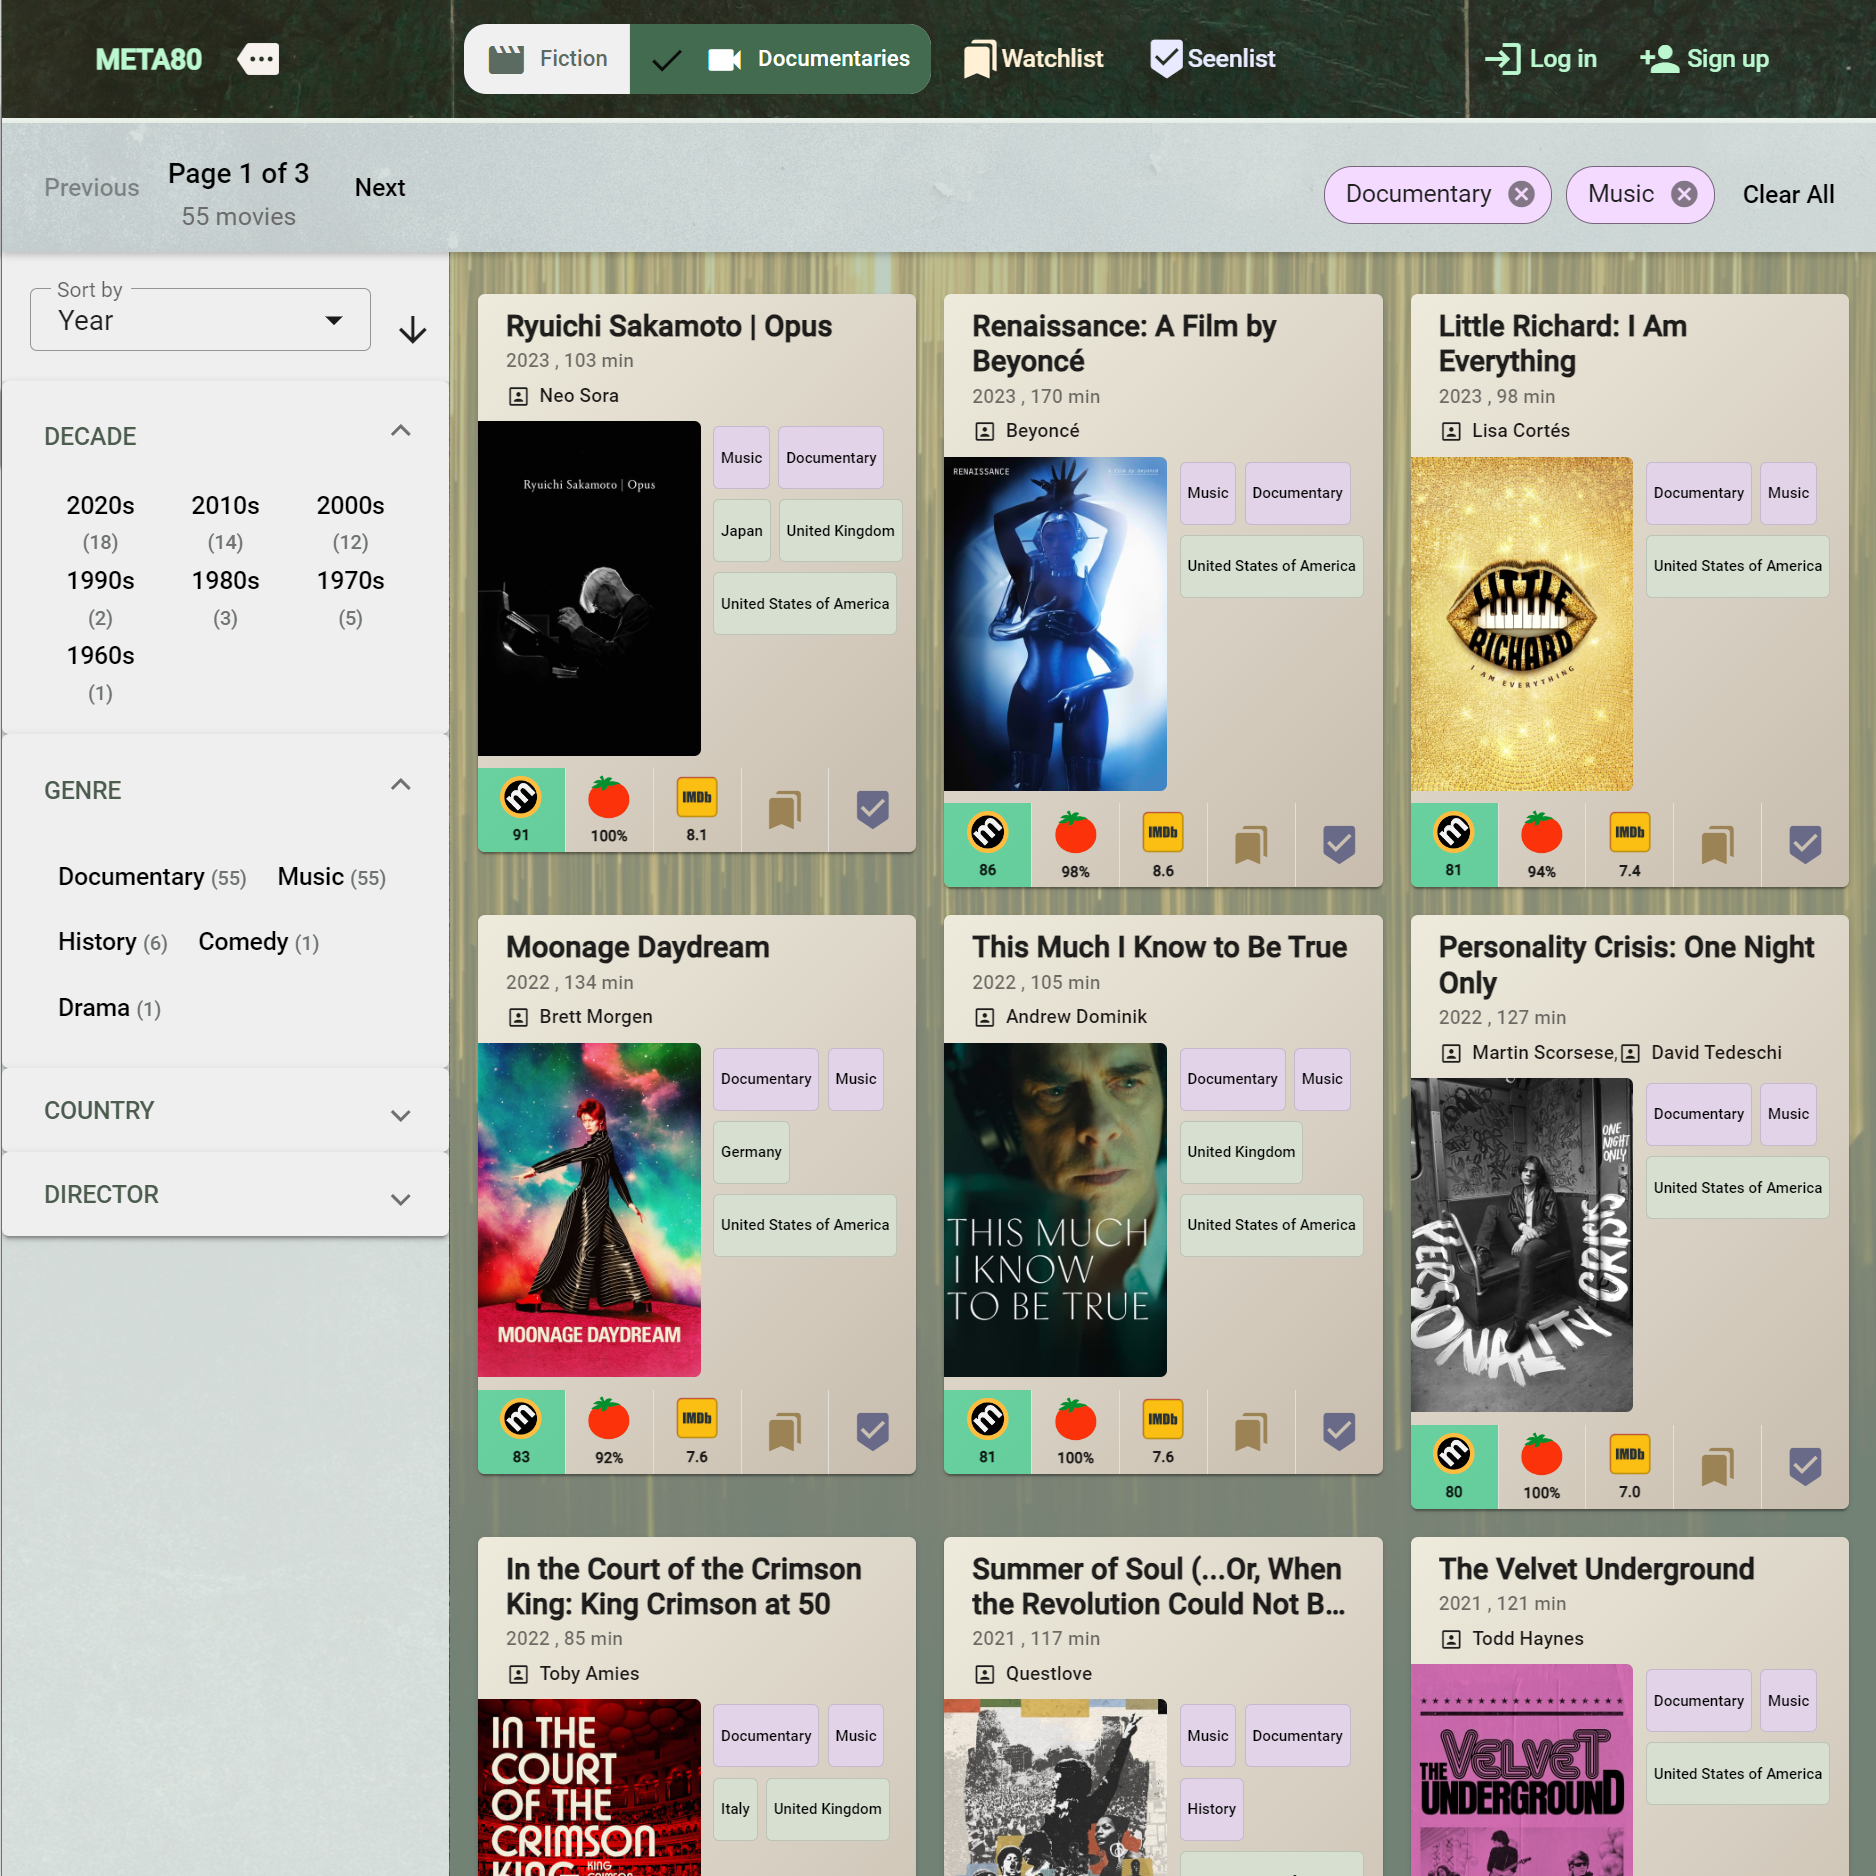 META80
Fiction
Documentaries
Watchlist
Seenlist
Log in
Sign up
Previous
Page 1 of 3
55 movies
Next
Documentary
Music
Clear All
Sort by
Year
DECADE
2020s 2010s 2000s
(18) (14) (12)
1990s 1980s 1970s
(2) (3) (5)
1960s
(1)
GENRE
Documentary (55) Music (55)
History (6) Comedy (1)
Drama (1)
COUNTRY
DIRECTOR
Ryuichi Sakamoto | Opus
2023 , 103 min
Neo Sora
Ryuichi Sakamoto | Opus
Music Documentary
Japan United Kingdom
United States of America
IMDb
91 100% 8.1
Renaissance: A Film by
Beyoncé
2023 , 170 min
Beyoncé
RENAISSANCE
a film by beyoncé
Music Documentary
United States of America
IMDb
86 98% 8.6
Little Richard: I Am
Everything
2023 , 98 min
Lisa Cortés
LITTLE
RICHARD
I AM EVERYTHING
Documentary Music
United States of America
IMDb
81 94% 7.4
Moonage Daydream
2022 , 134 min
Brett Morgen
MOONAGE DAYDREAM
Documentary Music
Germany
United States of America
IMDb
83 92% 7.6
This Much I Know to Be True
2022 , 105 min
Andrew Dominik
THIS MUCH
I KNOW
TO BE TRUE
Documentary Music
United Kingdom
United States of America
IMDb
81 100% 7.6
Personality Crisis: One Night
Only
2022 , 127 min
Martin Scorsese, David Tedeschi
ONE
NIGHT
ONLY
PERSONALITY
CRISIS
Documentary Music
United States of America
IMDb
80 100% 7.0
In the Court of the Crimson
King: King Crimson at 50
2022 , 85 min
Toby Amies
IN THE
COURT
OF THE
CRIMSON
KING
KING
Documentary Music
Italy United Kingdom
Summer of Soul (...Or, When
the Revolution Could Not B...
2021 , 117 min
Questlove
Music Documentary
History
The Velvet Underground
2021 , 121 min
Todd Haynes
THE VELVET
UNDERGROUND
Documentary Music
United States of America